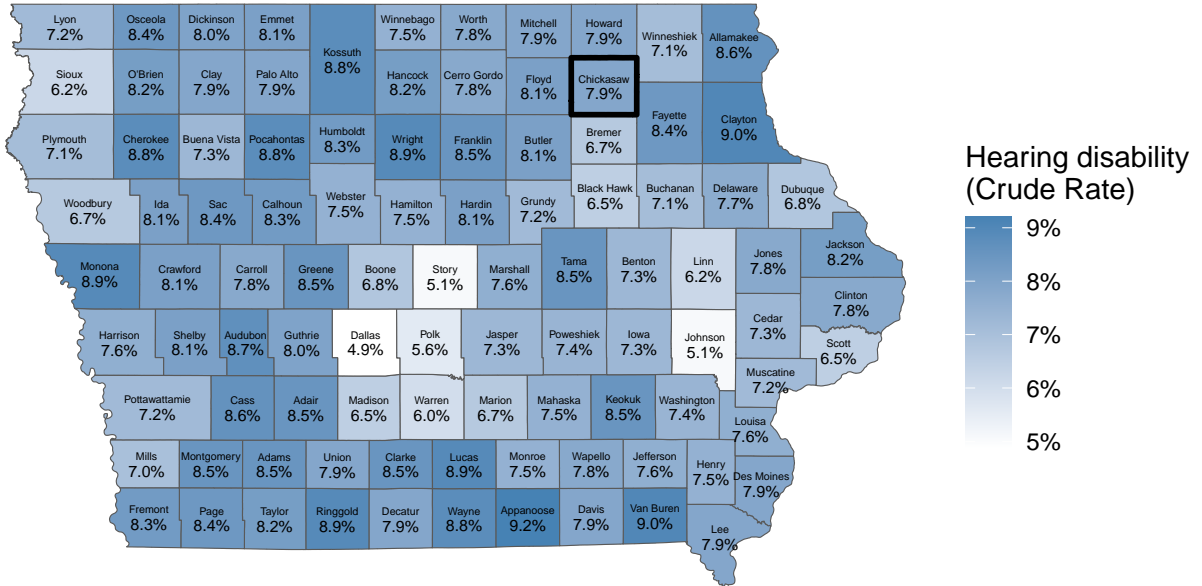 Lyon
7.2%
Osceola
8.4%
Dickinson
8.0%
Emmet
8.1%
Kossuth
8.8%
Winnebago
7.5%
Worth
7.8%
Mitchell
7.9%
Howard
7.9%
Winneshiek
7.1%
Allamakee
8.6%
Sioux
6.2%
O'Brien
8.2%
Clay
7.9%
Palo Alto
7.9%
Hancock
8.2%
Cerro Gordo
7.8%
Floyd
8.1%
Chickasaw
7.9%
Fayette
8.4%
Clayton
9.0%
Plymouth
7.1%
Cherokee
8.8%
Buena Vista
7.3%
Pocahontas
8.8%
Humboldt
8.3%
Wright
8.9%
Franklin
8.5%
Butler
8.1%
Bremer
6.7%
Woodbury
6.7%
Ida
8.1%
Sac
8.4%
Calhoun
8.3%
Webster
7.5%
Hamilton
7.5%
Hardin
8.1%
Grundy
7.2%
Black Hawk
6.5%
Buchanan
7.1%
Delaware
7.7%
Dubuque
6.8%
Monona
8.9%
Crawford
8.1%
Carroll
7.8%
Greene
8.5%
Boone
6.8%
Story
5.1%
Marshall
7.6%
Tama
8.5%
Benton
7.3%
Linn
6.2%
Jones
7.8%
Jackson
8.2%
Clinton
7.8%
Harrison
7.6%
Shelby
8.1%
Audubon
8.7%
Guthrie
8.0%
Dallas
4.9%
Polk
5.6%
Jasper
7.3%
Poweshiek
7.4%
Iowa
7.3%
Johnson
5.1%
Cedar
7.3%
Scott
6.5%
Muscatine
7.2%
Pottawattamie
7.2%
Cass
8.6%
Adair
8.5%
Madison
6.5%
Warren
6.0%
Marion
6.7%
Mahaska
7.5%
Keokuk
8.5%
Washington
7.4%
Louisa
7.6%
Mills
7.0%
Montgomery
8.5%
Adams
8.5%
Union
7.9%
Clarke
8.5%
Lucas
8.9%
Monroe
7.5%
Wapello
7.8%
Jefferson
7.6%
Henry
7.5%
Des Moines
7.9%
Fremont
8.3%
Page
8.4%
Taylor
8.2%
Ringgold
8.9%
Decatur
7.9%
Wayne
8.8%
Appanoose
9.2%
Davis
7.9%
Van Buren
9.0%
Lee
7.9%
Hearing disability
(Crude Rate)
9%
8%
7%
6%
5%